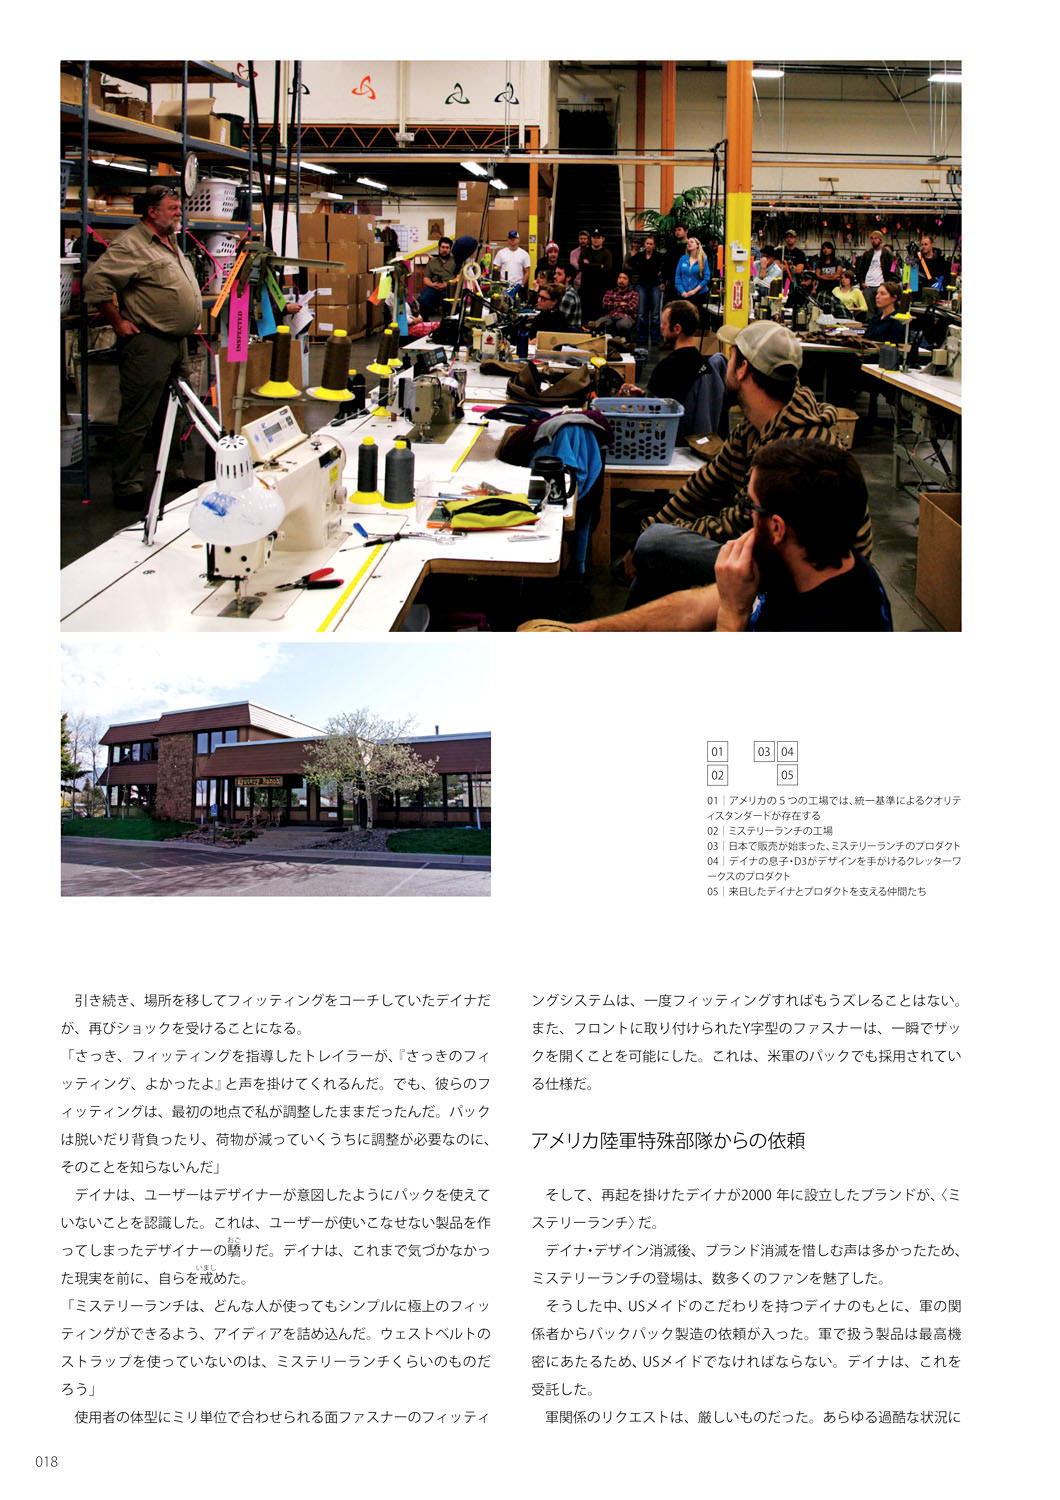 INSPECTED
Mystery Ranch
01 03 04
02 05
01｜アメリカの5つの工場では、統一基準によるクオリテ
ィスタンダードが存在する
02｜ミステリーランチの工場
03｜日本で販売が始まった、ミステリーランチのプロダクト
04｜デイナの息子・D3がデザインを手がけるクレッターワ
ークスのプロダクト
05｜来日したデイナとプロダクトを支える仲間たち
引き続き、場所を移してフィッティングをコーチしていたデイナだ
が、再びショックを受けることになる。
「さっき、フィッティングを指導したトレイラーが、『さっきのフィ
ッティング、よかったよ』と声を掛けてくれるんだ。でも、彼らのフ
ィッティングは、最初の地点で私が調整したままだったんだ。パック
は脱いだり背負ったり、荷物が減っていくうちに調整が必要なのに、
そのことを知らないんだ」
デイナは、ユーザーはデザイナーが意図したようにパックを使えて
いないことを認識した。これは、ユーザーが使いこなせない製品を作
おご
ってしまったデザイナーの驕りだ。デイナは、これまで気づかなかっ
いまし
た現実を前に、自らを戒めた。
「ミステリーランチは、どんな人が使ってもシンプルに極上のフィッ
ティングができるよう、アイディアを詰め込んだ。ウェストベルトの
ストラップを使っていないのは、ミステリーランチくらいのものだ
ろう」
使用者の体型にミリ単位で合わせられる面ファスナーのフィッティ
ングシステムは、一度フィッティングすればもうズレることはない。
また、フロントに取り付けられたY字型のファスナーは、一瞬でザッ
クを開くことを可能にした。これは、米軍のパックでも採用されてい
る仕様だ。
アメリカ陸軍特殊部隊からの依頼
そして、再起を掛けたデイナが2000 年に設立したブランドが、〈ミ
ステリーランチ〉だ。
デイナ・デザイン消滅後、ブランド消滅を惜しむ声は多かったため、
ミステリーランチの登場は、数多くのファンを魅了した。
そうした中、USメイドのこだわりを持つデイナのもとに、軍の関
係者からバックパック製造の依頼が入った。軍で扱う製品は最高機
密にあたるため、USメイドでなければならない。デイナは、これを
受託した。
軍関係のリクエストは、厳しいものだった。あらゆる過酷な状況に
018